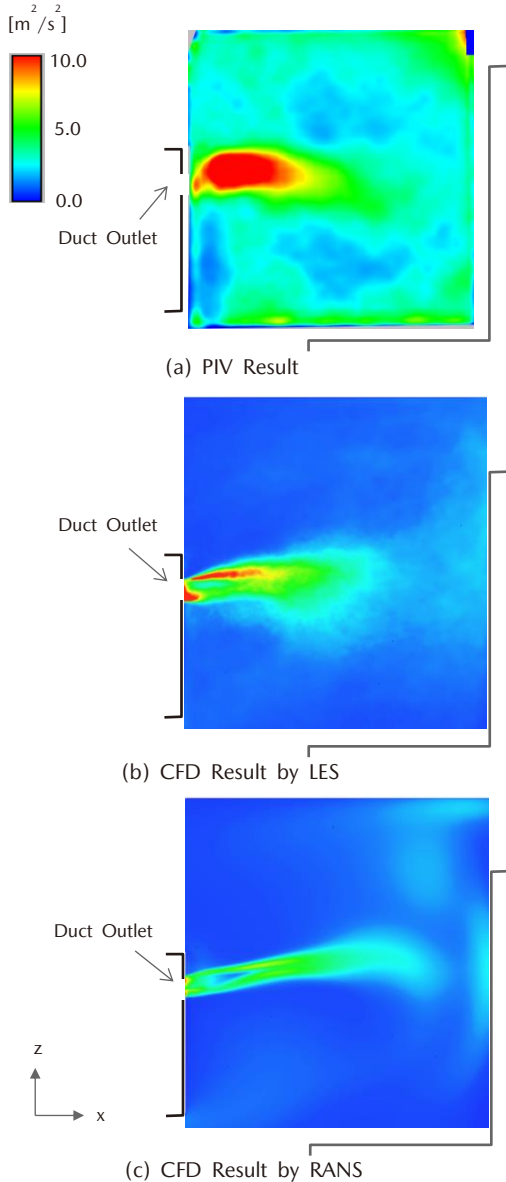 [m²/s²]
10.0
5.0
0.0
Duct Outlet
(a) PIV Result
Duct Outlet
(b) CFD Result by LES
Duct Outlet
z
x
(c) CFD Result by RANS